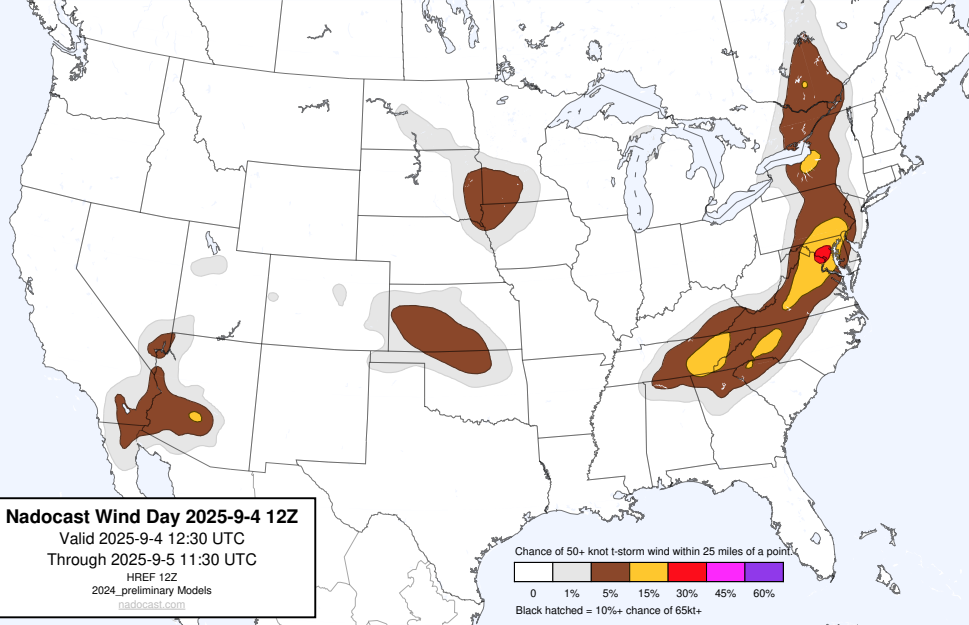 Nadocast Wind Day 2025-9-4 12Z
Valid 2025-9-4 12:30 UTC
Through 2025-9-5 11:30 UTC
HREF 12Z
2024_preliminary Models
nadocast.com
Chance of 50+ knot t-storm wind within 25 miles of a point.
0 1% 5% 15% 30% 45% 60%
Black hatched = 10%+ chance of 65kt+